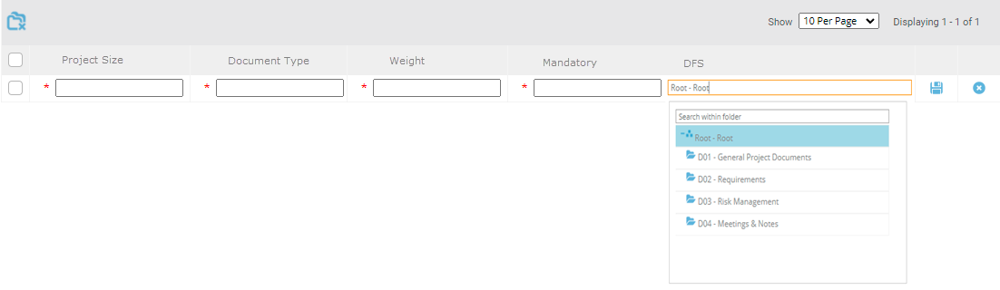 Show 10 Per Page Displaying 1 - 1 of 1
Project Size Document Type Weight Mandatory DFS
* * * * Root - Root
Search within folder
Root - Root
D01 - General Project Documents
D02 - Requirements
D03 - Risk Management
D04 - Meetings & Notes